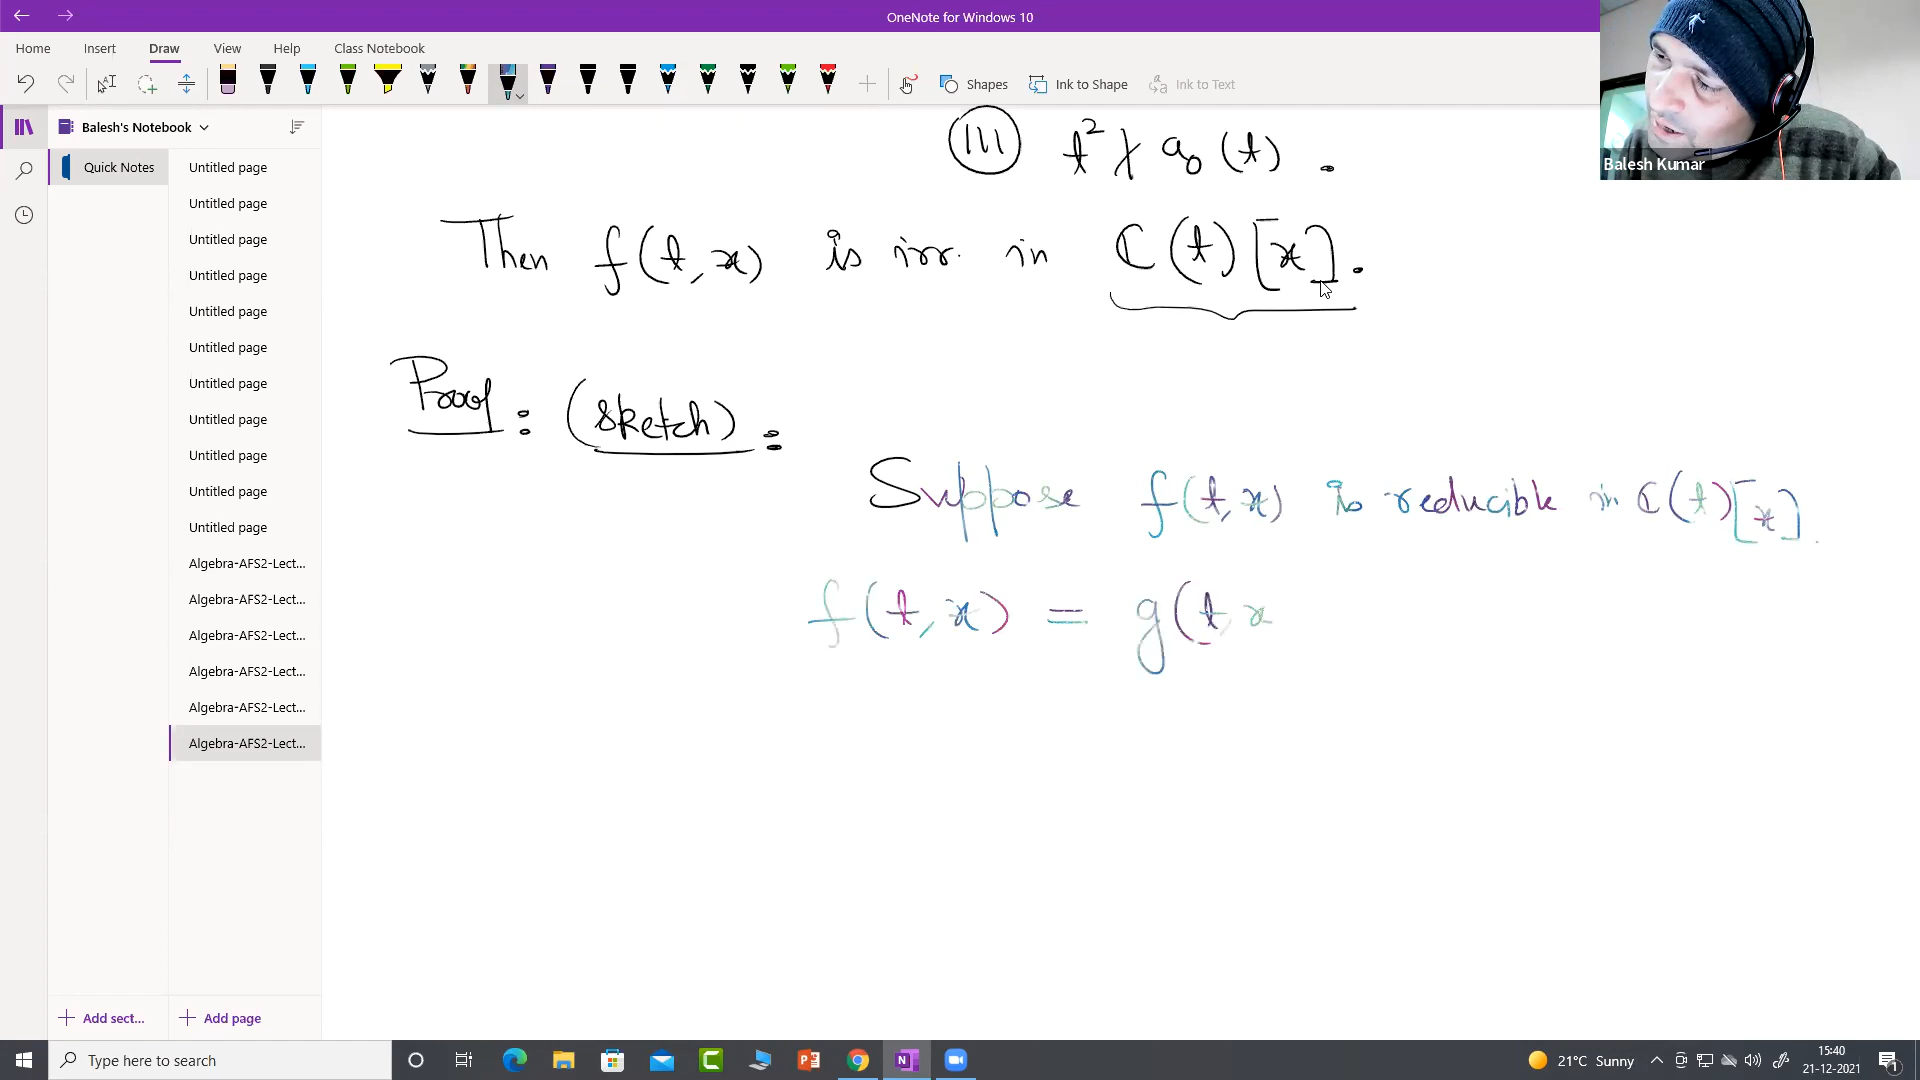 OneNote for Windows 10
Home Insert Draw View Help Class Notebook
Shapes Ink to Shape Ink to Text
Balesh Kumar
Balesh's Notebook
Quick Notes
Untitled page
Untitled page
Untitled page
Untitled page
Untitled page
Untitled page
Untitled page
Untitled page
Untitled page
Untitled page
Untitled page
Algebra-AFS2-Lect...
Algebra-AFS2-Lect...
Algebra-AFS2-Lect...
Algebra-AFS2-Lect...
Algebra-AFS2-Lect...
Algebra-AFS2-Lect...
Add sect... Add page
(III) t² ∤ a₀(t).
Then f(t,x) is irr. in ℂ(t)[x].
Proof: (sketch):
Suppose f(t,x) is reducible in ℂ(t)[x].
f(t,x) = g(t,x
Type here to search
21°C Sunny
15:40
21-12-2021
1